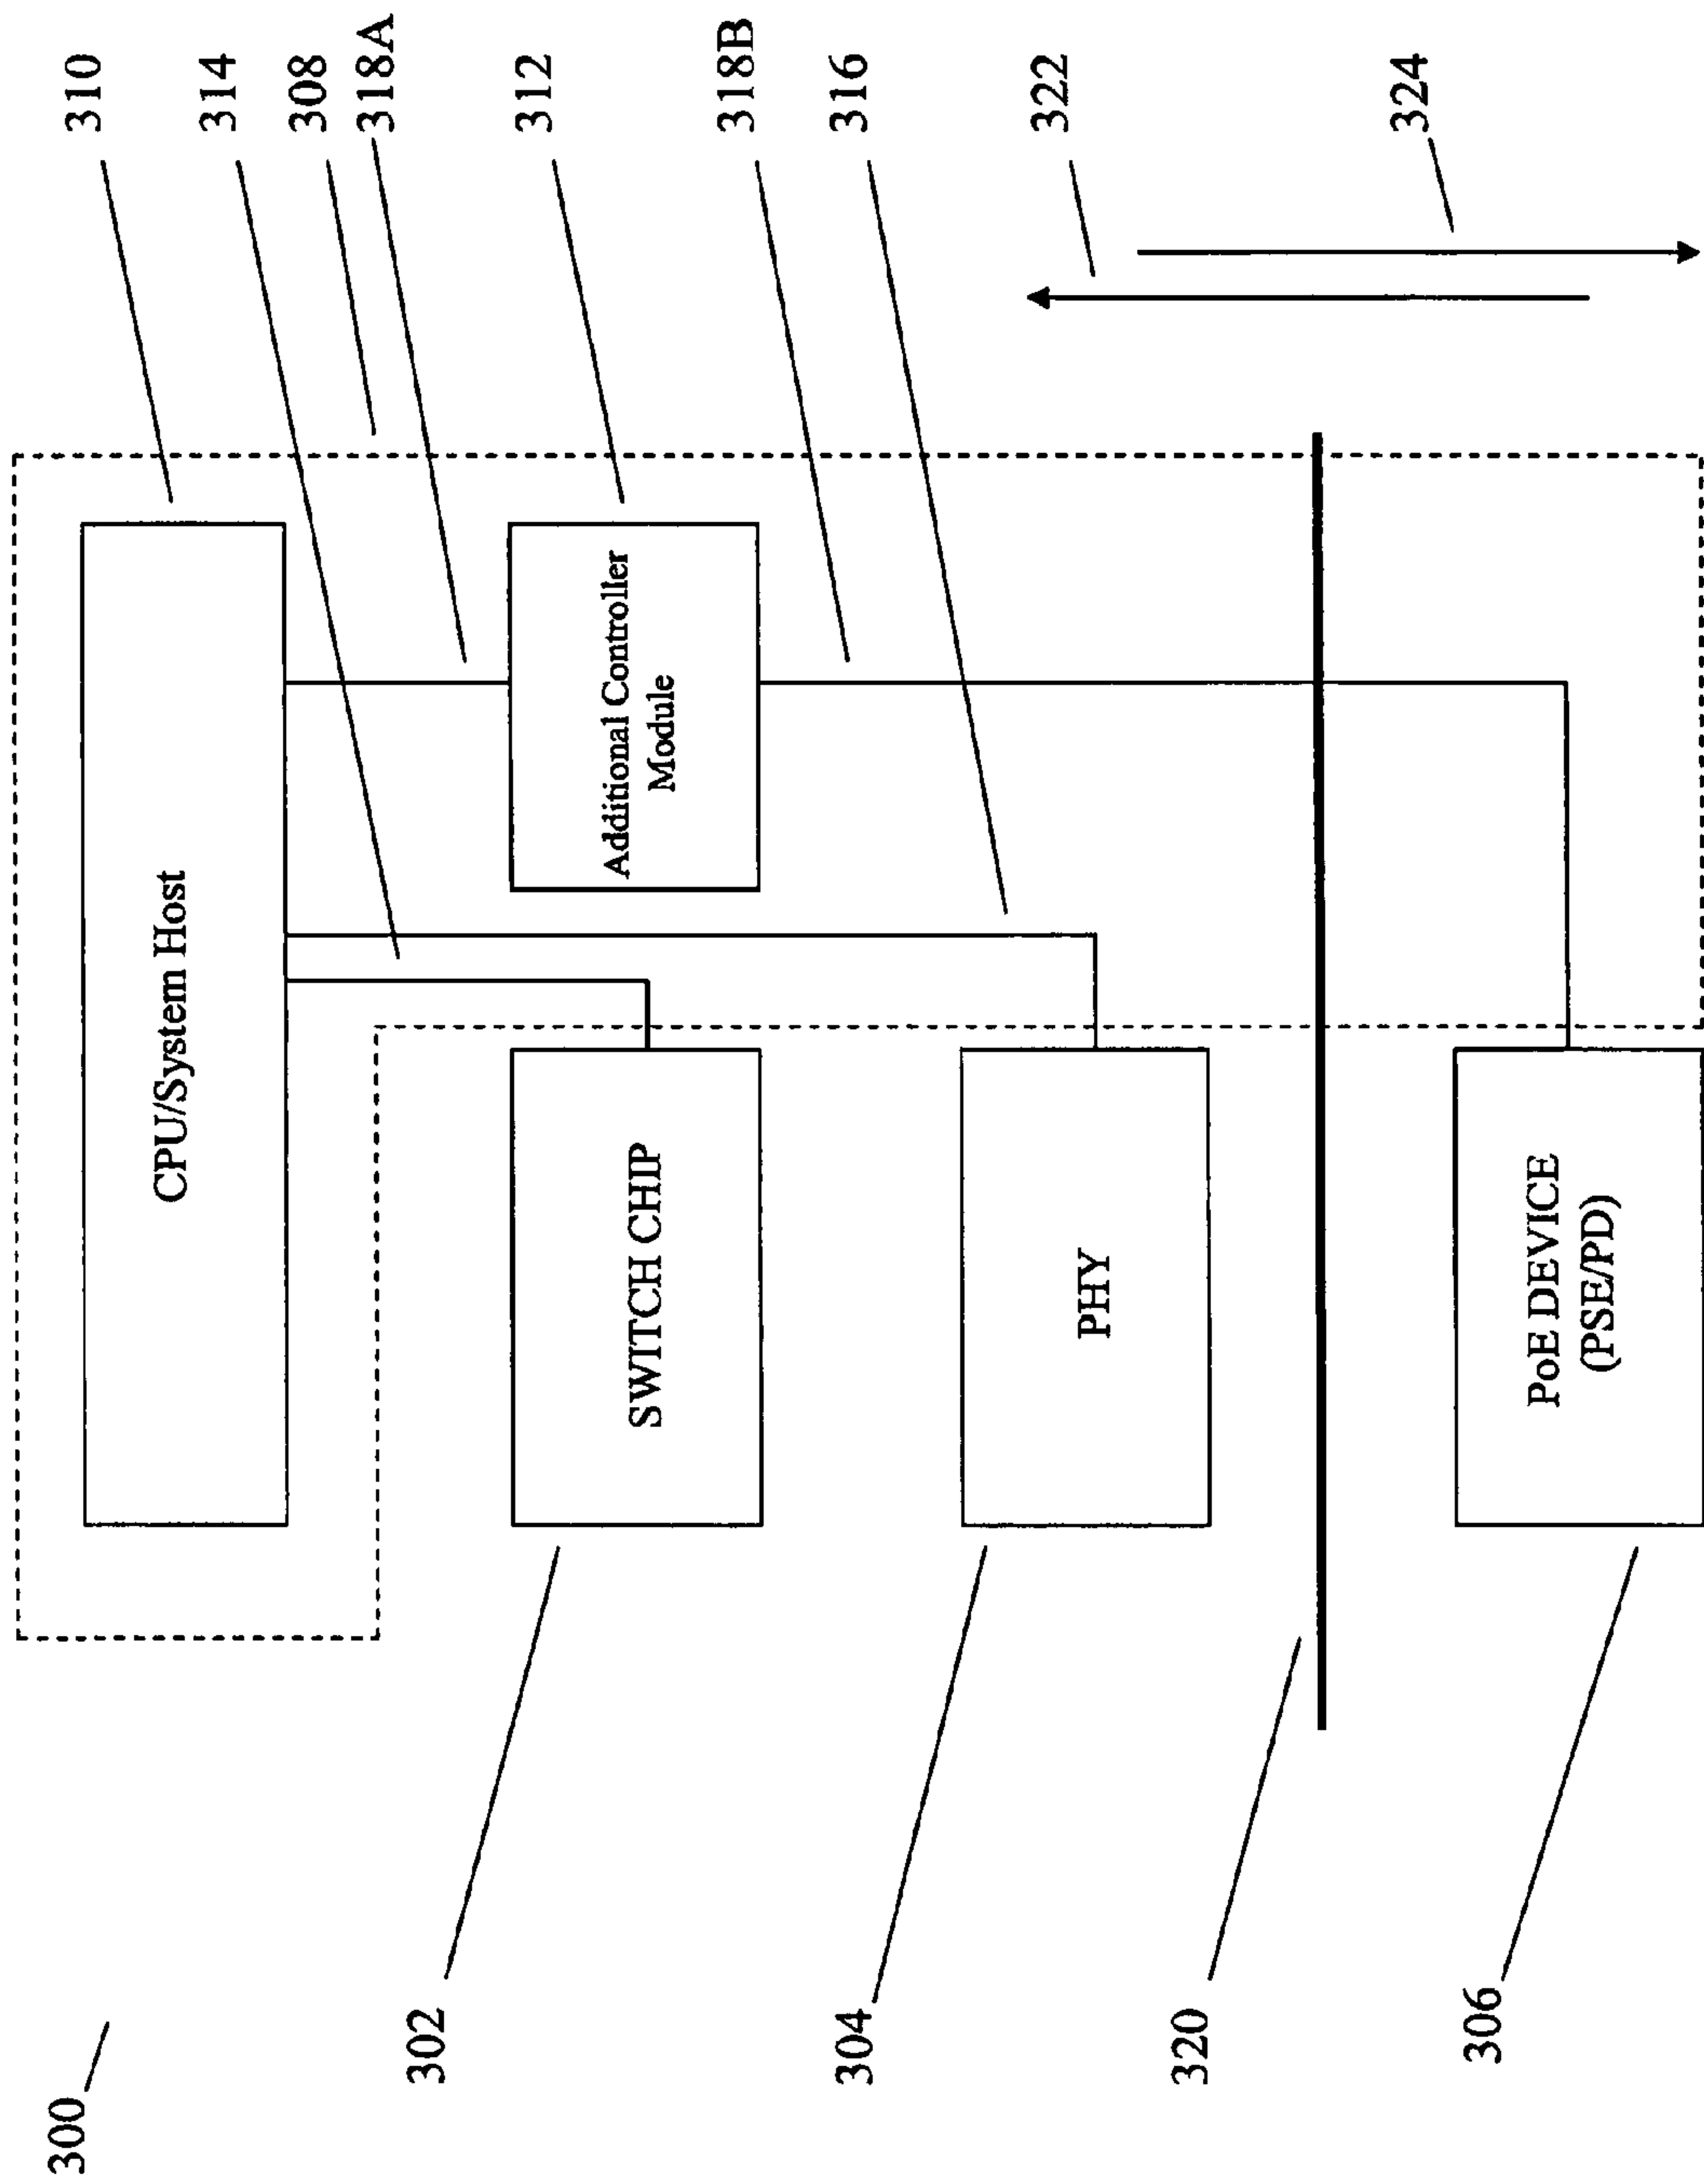 300
310
314
308
318A
312
318B
316
322
324
CPU/System Host
Additional Controller
Module
SWITCH CHIP
PHY
PoE DEVICE
(PSE/PD)
302
304
320
306